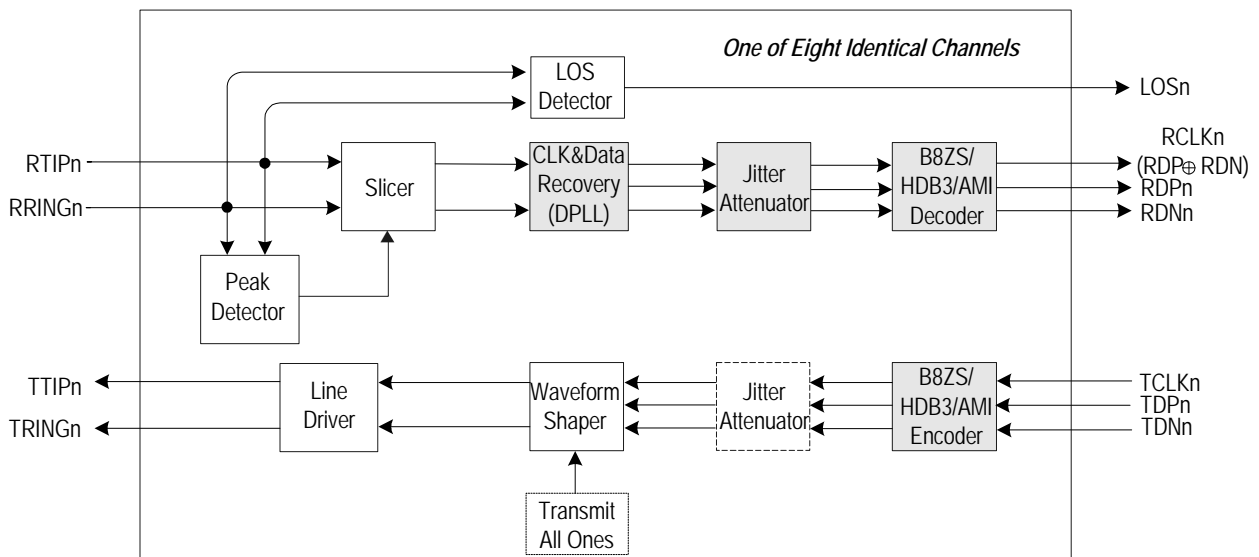 One of Eight Identical Channels
LOS
Detector
LOSn
RTIPn
RRINGn
Slicer
CLK&Data
Recovery
(DPLL)
Jitter
Attenuator
B8ZS/
HDB3/AMI
Decoder
RCLKn
(RDP⊕ RDN)
RDPn
RDNn
Peak
Detector
TTIPn
TRINGn
Line
Driver
Waveform
Shaper
Jitter
Attenuator
B8ZS/
HDB3/AMI
Encoder
TCLKn
TDPn
TDNn
Transmit
All Ones